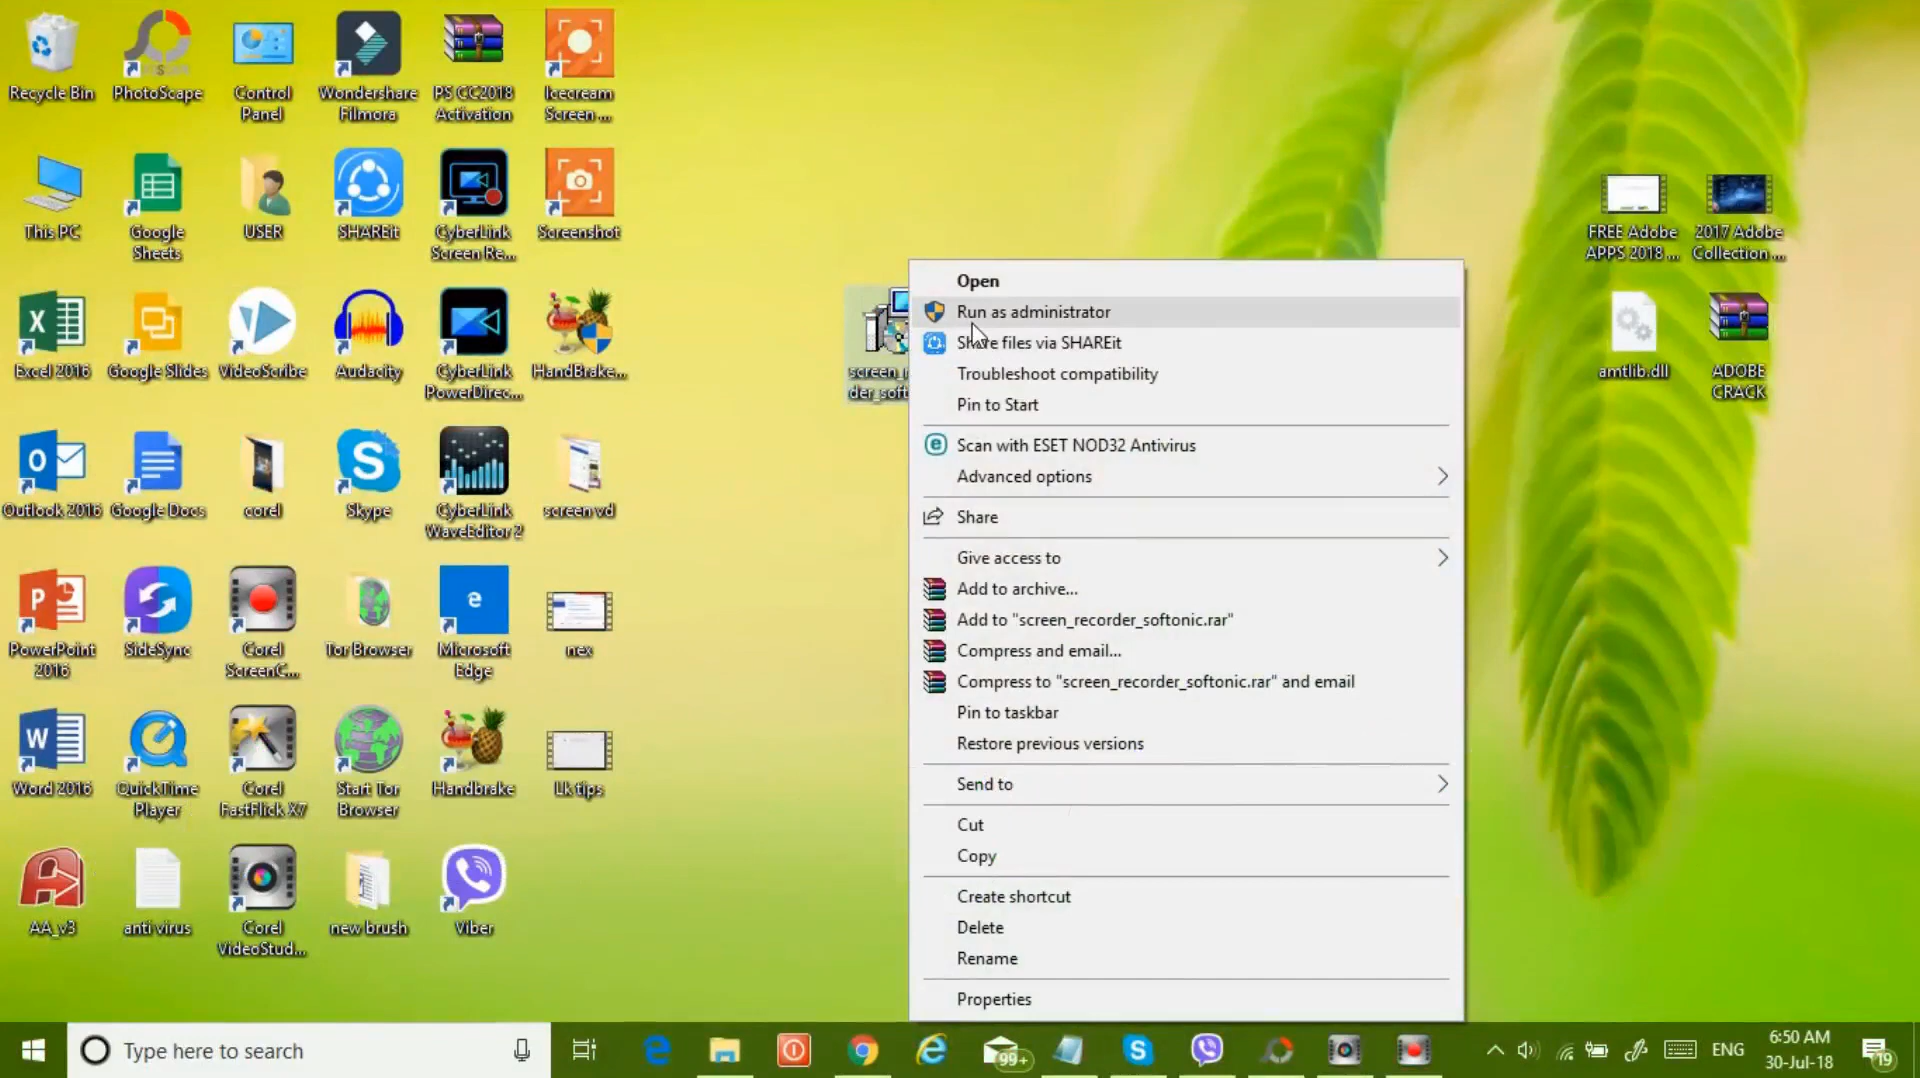 Recycle Bin
PhotoScape
Control
Panel
Wondershare
Filmora
PS CC2018
Activation
Icecream
Screen ...
This PC
Google
Sheets
USER
SHAREit
CyberLink
Screen Re...
Screenshot
Excel 2016
Google Slides
VideoScribe
Audacity
CyberLink
PowerDirec...
HandBrake...
Outlook 2016
Google Docs
corel
Skype
CyberLink
WaveEditor 2
screen vd
PowerPoint
2016
SideSync
Corel
ScreenC...
Tor Browser
Microsoft
Edge
nex
Word 2016
QuickTime
Player
Corel
FastFlick X7
Start Tor
Browser
Handbrake
Lk tips
AA_v3
anti virus
Corel
VideoStud...
new brush
Viber
FREE Adobe
APPS 2018 ...
2017 Adobe
Collection ...
amtlib.dll
ADOBE
CRACK
Open
Run as administrator
Share files via SHAREit
Troubleshoot compatibility
Pin to Start
Scan with ESET NOD32 Antivirus
Advanced options
Share
Give access to
Add to archive...
Add to "screen_recorder_softonic.rar"
Compress and email...
Compress to "screen_recorder_softonic.rar" and email
Pin to taskbar
Restore previous versions
Send to
Cut
Copy
Create shortcut
Delete
Rename
Properties
Type here to search
99+
ENG
6:50 AM
30-Jul-18
19